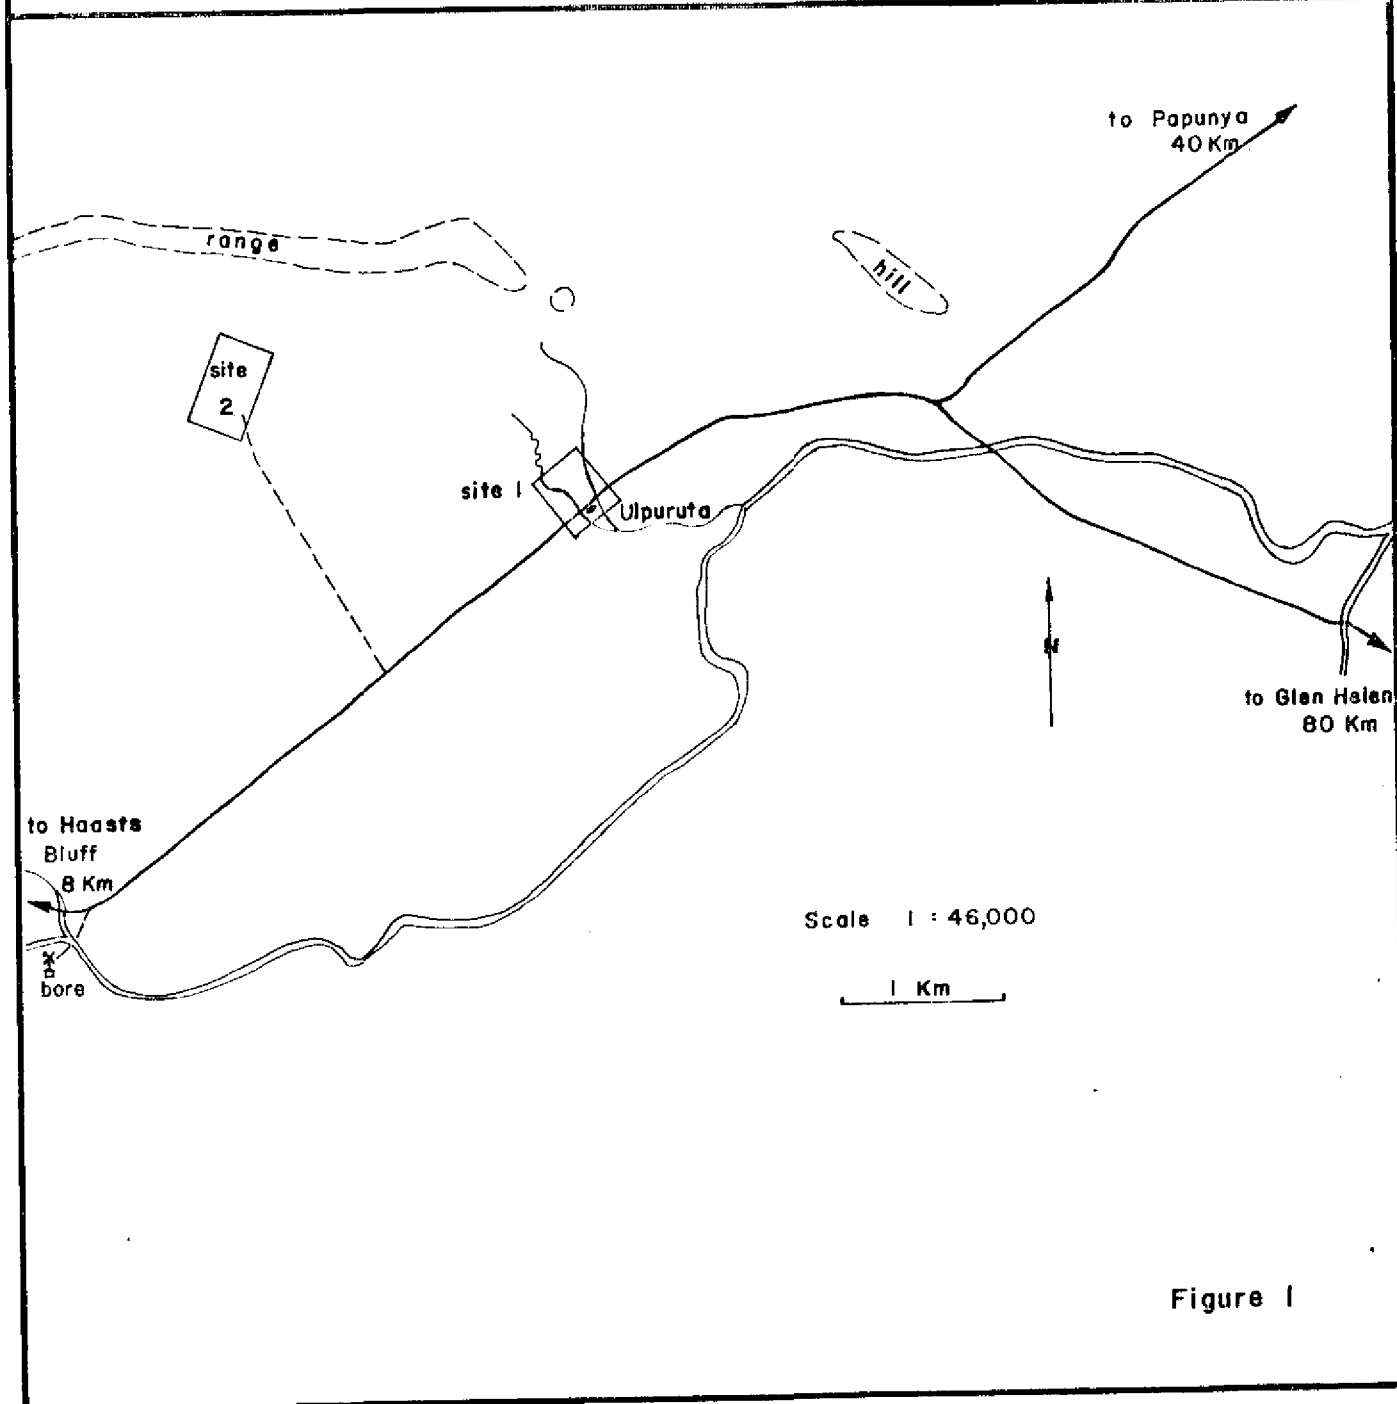 to Papunya
40 Km
range
hill
site
2
site 1
Ulpuruta
N
to Glen Helen
80 Km
to Haasts
Bluff
8 Km
Scale 1 : 46,000
1 Km
bore
Figure 1